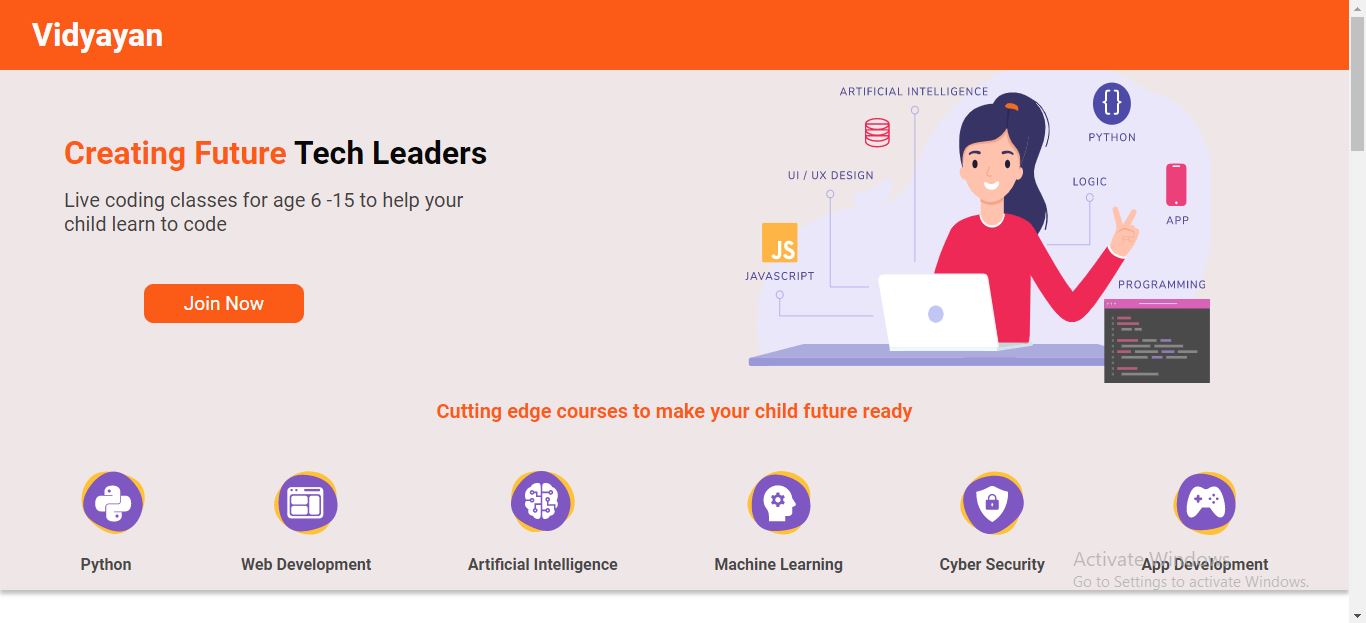 Vidyayan
Creating Future Tech Leaders
Live coding classes for age 6 -15 to help your
child learn to code
Join Now
ARTIFICIAL INTELLIGENCE
PYTHON
UI / UX DESIGN
LOGIC
APP
JS
JAVASCRIPT
PROGRAMMING
Cutting edge courses to make your child future ready
Python
Web Development
Artificial Intelligence
Machine Learning
Cyber Security
App Development
Activate Windows
Go to Settings to activate Windows.